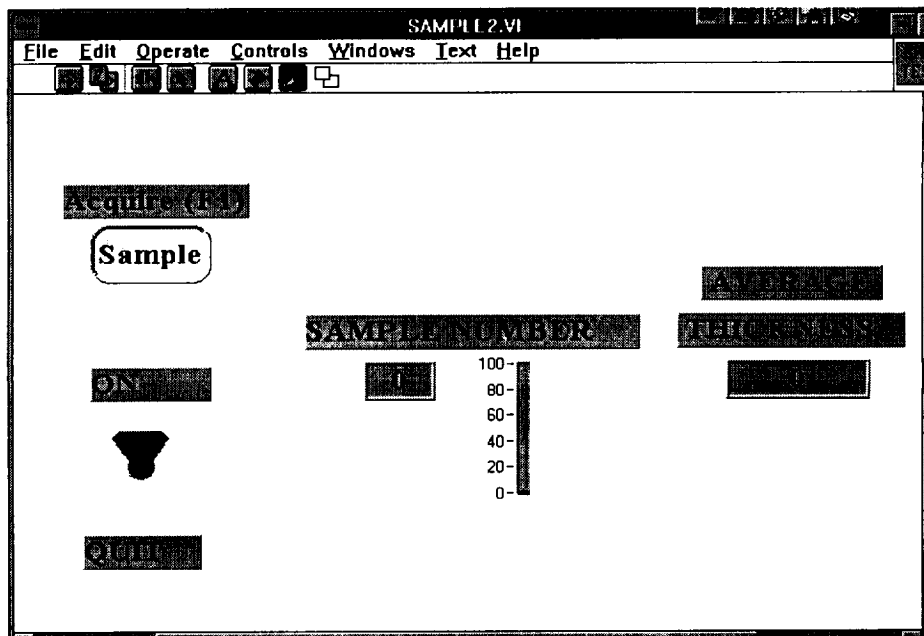 SAMPLE2.VI
File Edit Operate Controls Windows Text Help
Acquire (F1)
Sample
AVERAGE
SAMPLE NUMBER
THICKNESS
ON
100
80
60
40
20
0
QUIT